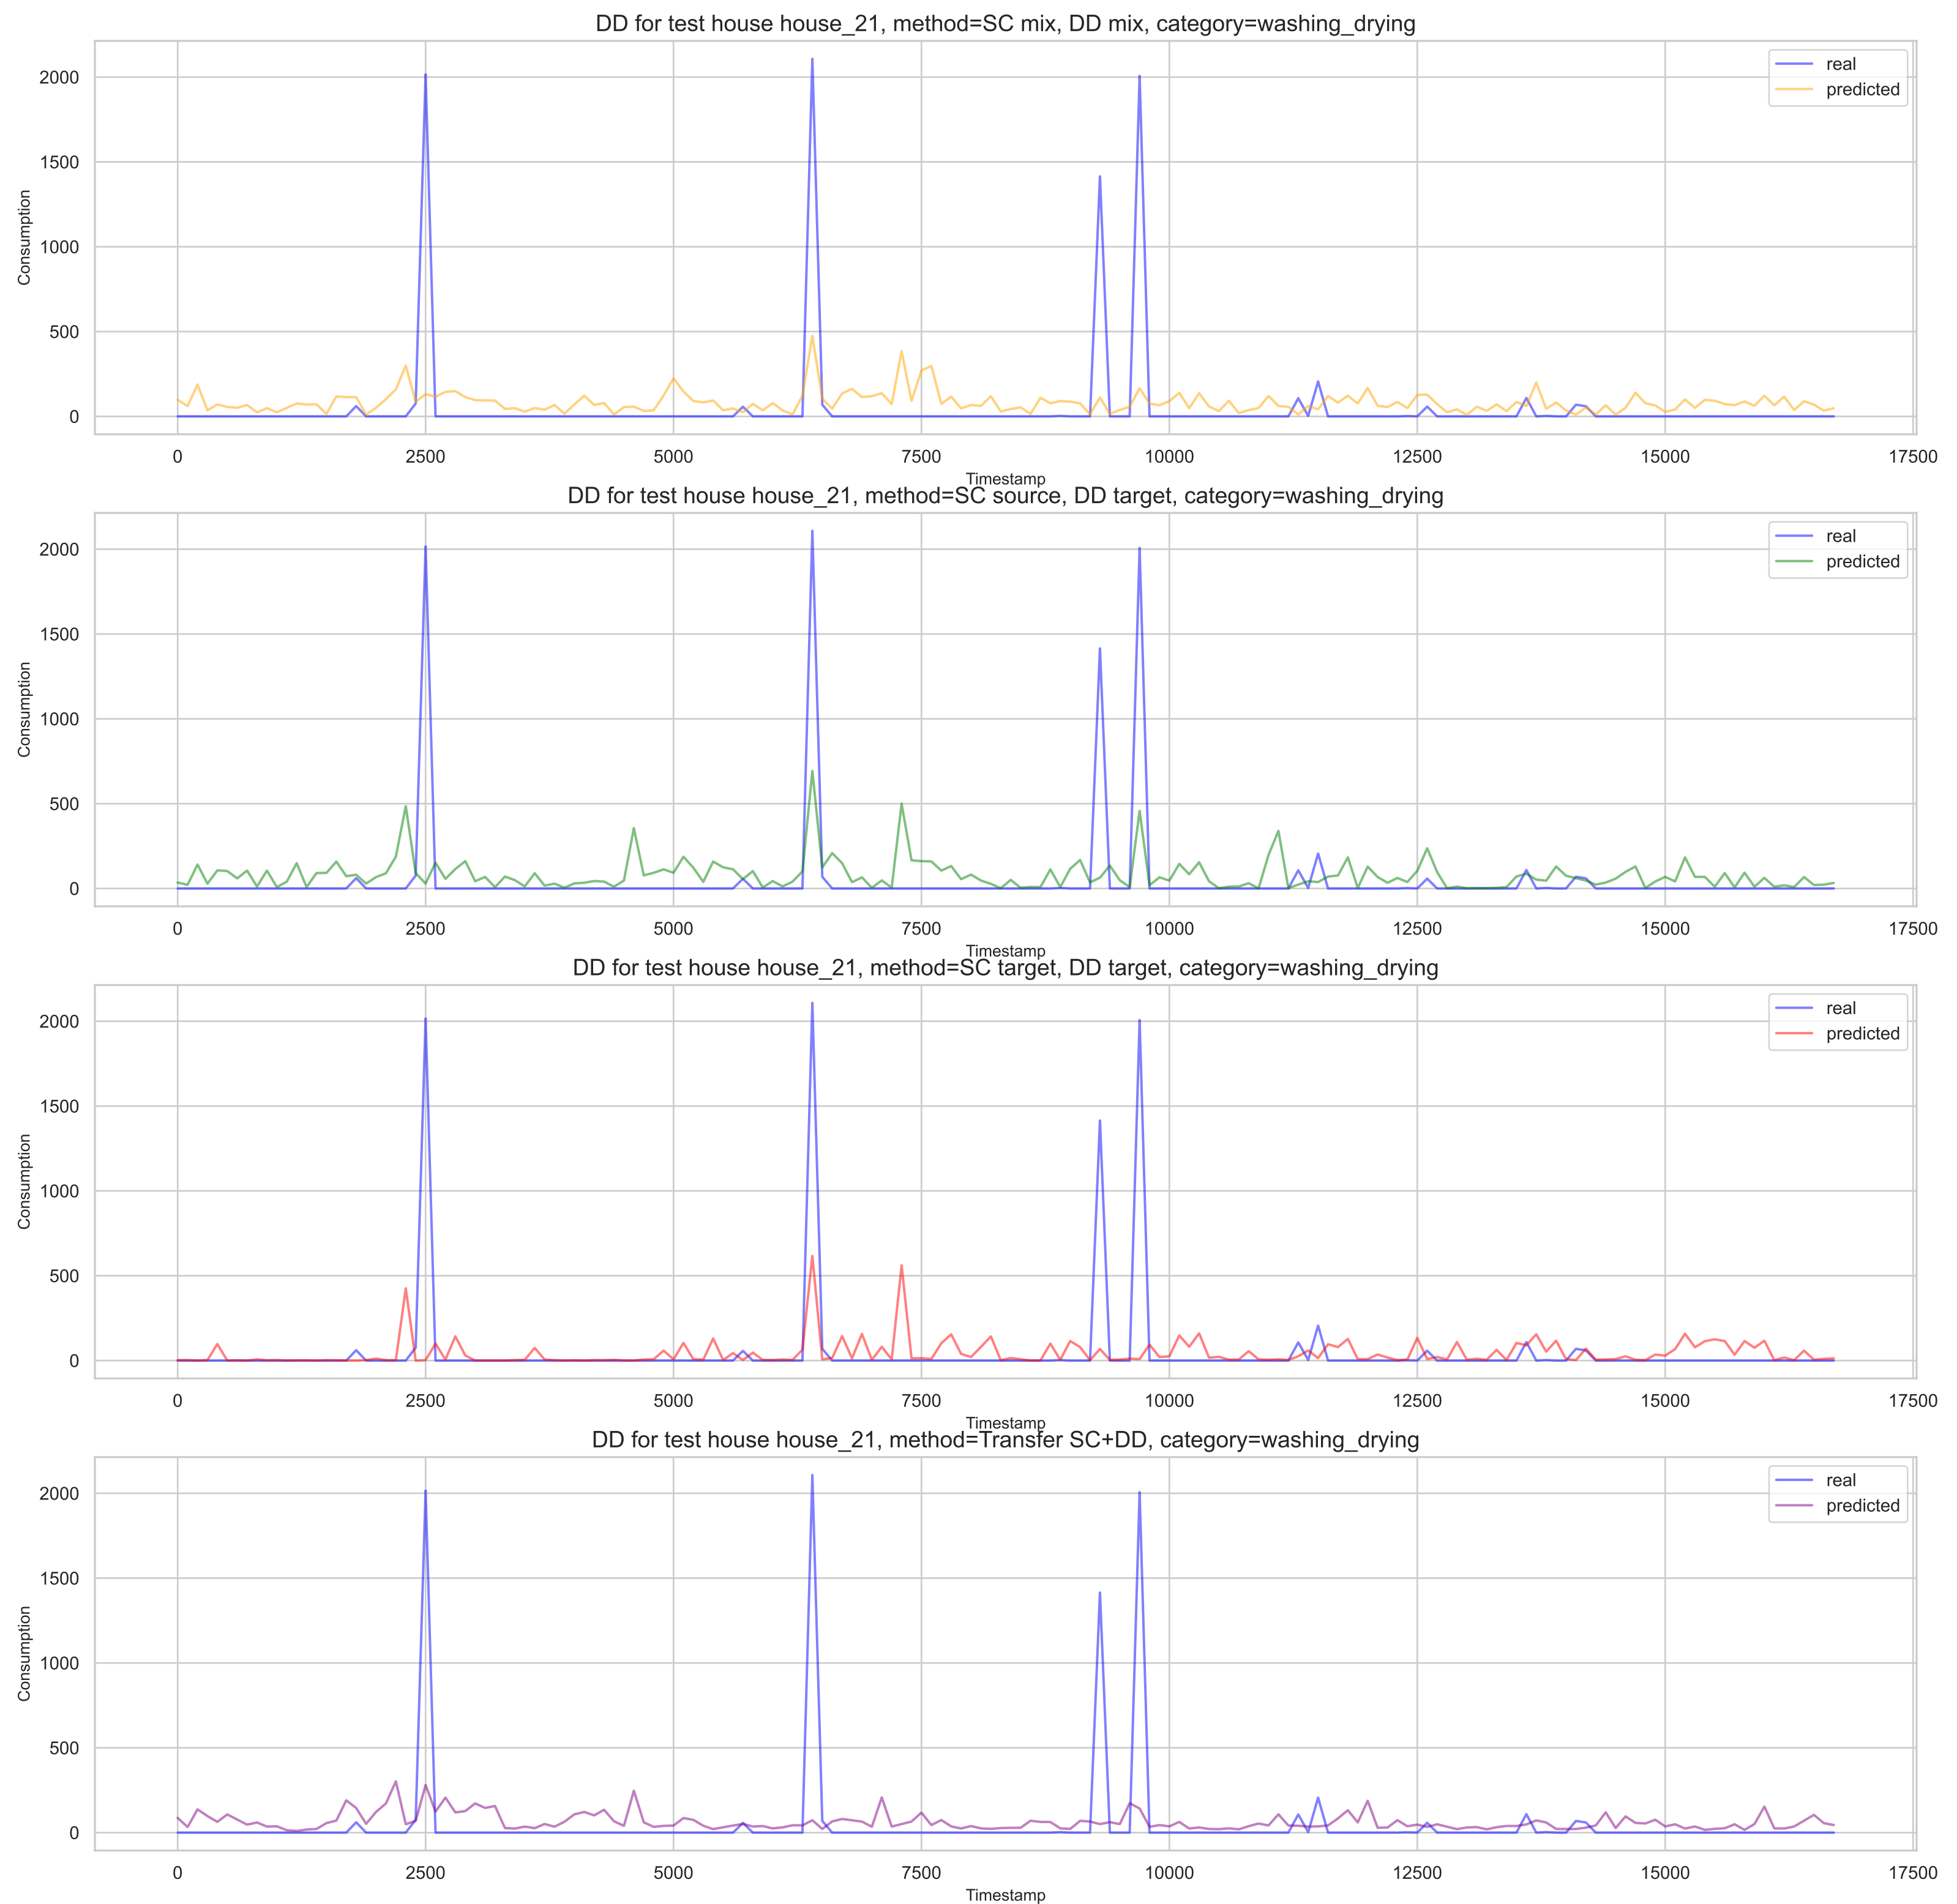 DD for test house house_21, method=SC mix, DD mix, category=washing_drying
real
predicted
2000
1500
1000
500
0
Consumption
0 2500 5000 7500 10000 12500 15000 17500
Timestamp
DD for test house house_21, method=SC source, DD target, category=washing_drying
real
predicted
2000
1500
1000
500
0
Consumption
0 2500 5000 7500 10000 12500 15000 17500
Timestamp
DD for test house house_21, method=SC target, DD target, category=washing_drying
real
predicted
2000
1500
1000
500
0
Consumption
0 2500 5000 7500 10000 12500 15000 17500
Timestamp
DD for test house house_21, method=Transfer SC+DD, category=washing_drying
real
predicted
2000
1500
1000
500
0
Consumption
0 2500 5000 7500 10000 12500 15000 17500
Timestamp